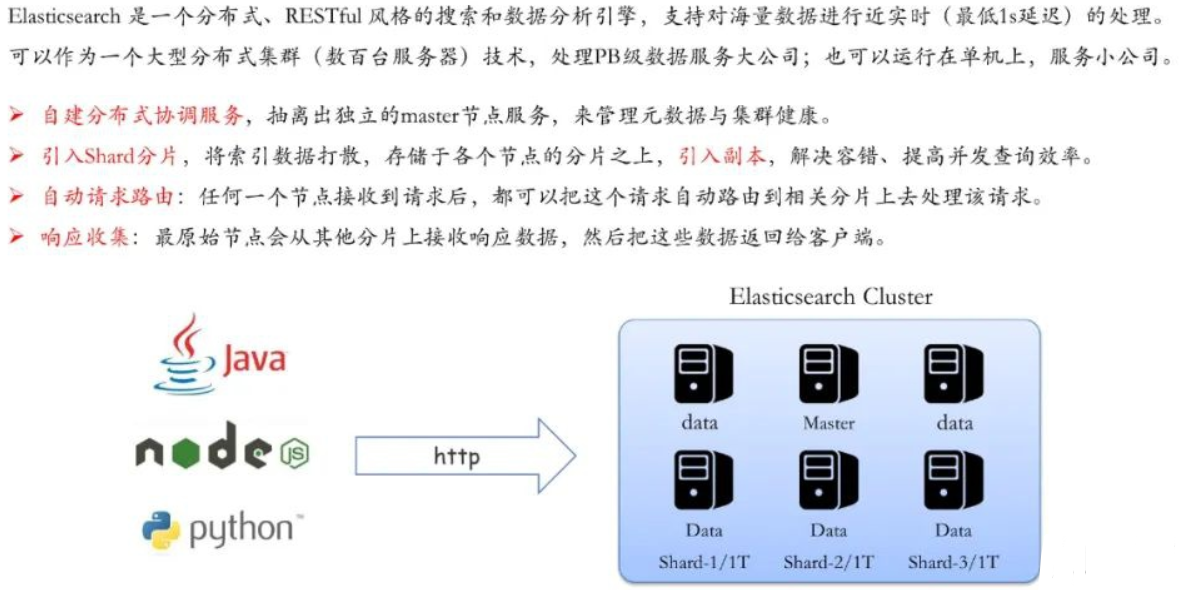 Elasticsearch 是一个分布式、RESTful 风格的搜索和数据分析引擎，支持对海量数据进行近实时（最低1s延迟）的处理。
可以作为一个大型分布式集群（数百台服务器）技术，处理PB级数据服务大公司；也可以运行在单机上，服务小公司。
➢ 自建分布式协调服务，抽离出独立的master节点服务，来管理元数据与集群健康。
➢ 引入Shard分片，将索引数据打散，存储于各个节点的分片之上，引入副本，解决容错、提高并发查询效率。
➢ 自动请求路由：任何一个节点接收到请求后，都可以把这个请求自动路由到相关分片上去处理该请求。
➢ 响应收集：最原始节点会从其他分片上接收响应数据，然后把这些数据返回给客户端。
Java
node JS
python™
http
Elasticsearch Cluster
data Master data
Data Data Data
Shard-1/1T Shard-2/1T Shard-3/1T